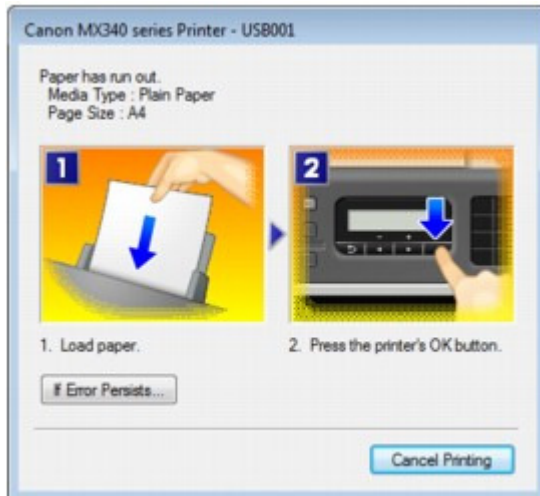 Canon MX340 series Printer - USB001
Paper has run out.
Media Type : Plain Paper
Page Size : A4
1
2
1. Load paper.
2. Press the printer's OK button.
If Error Persists...
Cancel Printing